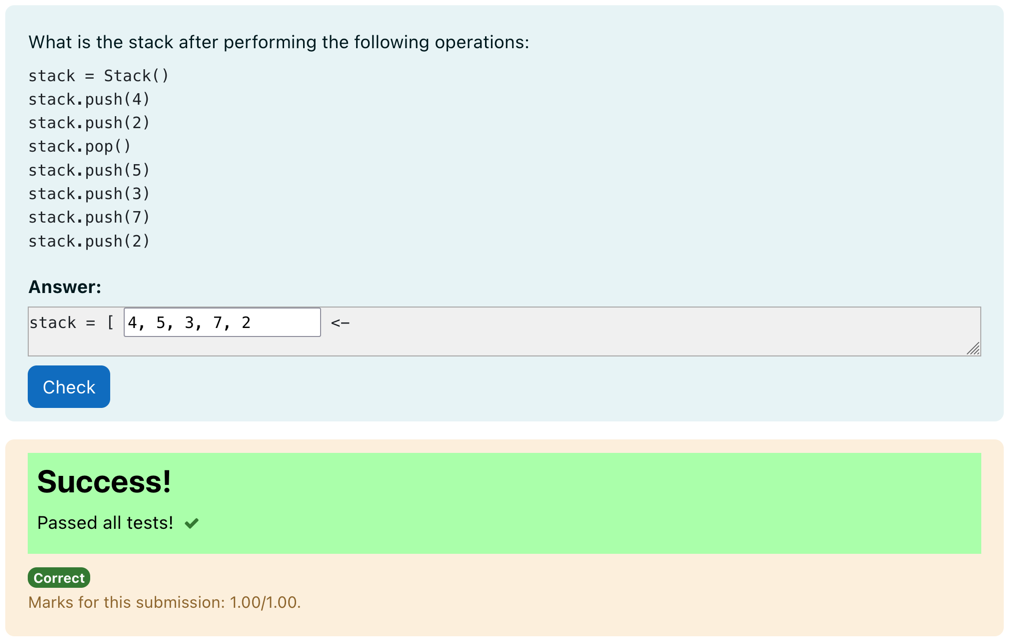 What is the stack after performing the following operations:
stack = Stack()
stack.push(4)
stack.push(2)
stack.pop()
stack.push(5)
stack.push(3)
stack.push(7)
stack.push(2)
Answer:
stack = [ 4, 5, 3, 7, 2 <-
Check
Success!
Passed all tests! ✔
Correct
Marks for this submission: 1.00/1.00.